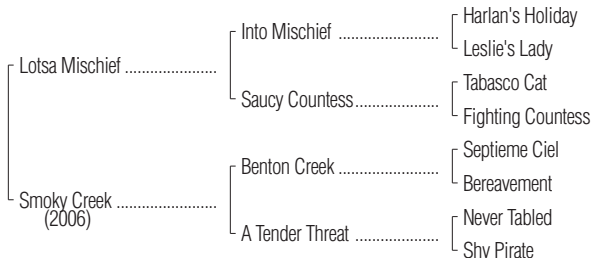 Harlan's Holiday
Into Mischief ........................
Leslie's Lady
Lotsa Mischief ......................
Tabasco Cat
Saucy Countess....................
Fighting Countess
Septieme Ciel
Benton Creek ........................
Bereavement
Smoky Creek ........................
(2006)
Never Tabled
A Tender Threat .....................
Shy Pirate